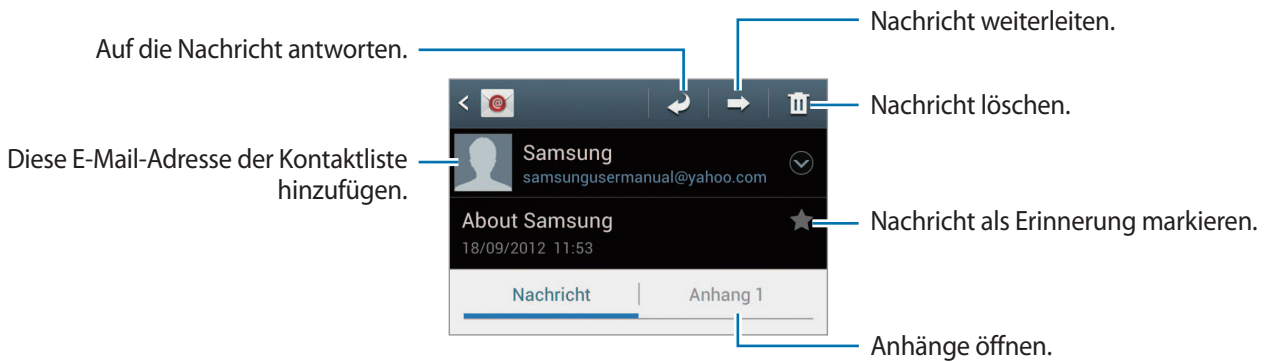 Nachricht weiterleiten.
Auf die Nachricht antworten.
Nachricht löschen.
Diese E-Mail-Adresse der Kontaktliste
hinzufügen.
Samsung
samsungusermanual@yahoo.com
About Samsung
18/09/2012 11:53
Nachricht als Erinnerung markieren.
Nachricht
Anhang 1
Anhänge öffnen.